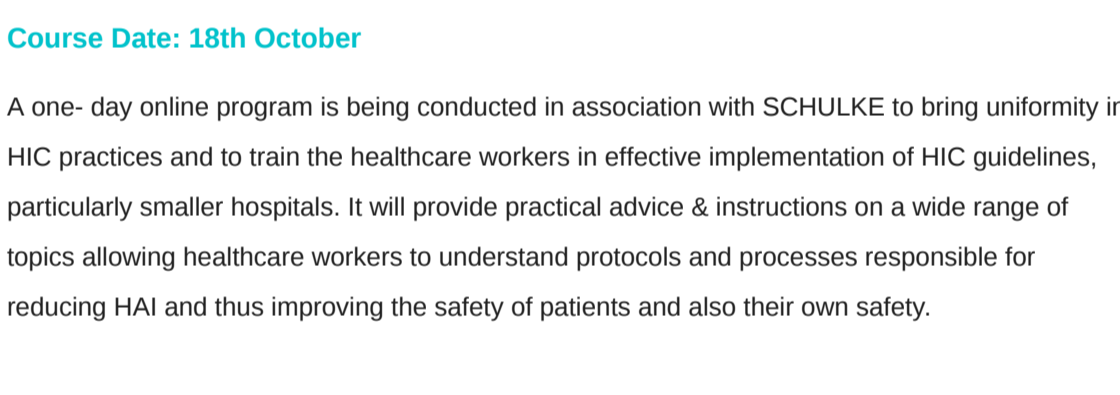 Course Date: 18th October
A one- day online program is being conducted in association with SCHULKE to bring uniformity in
HIC practices and to train the healthcare workers in effective implementation of HIC guidelines,
particularly smaller hospitals. It will provide practical advice & instructions on a wide range of
topics allowing healthcare workers to understand protocols and processes responsible for
reducing HAI and thus improving the safety of patients and also their own safety.